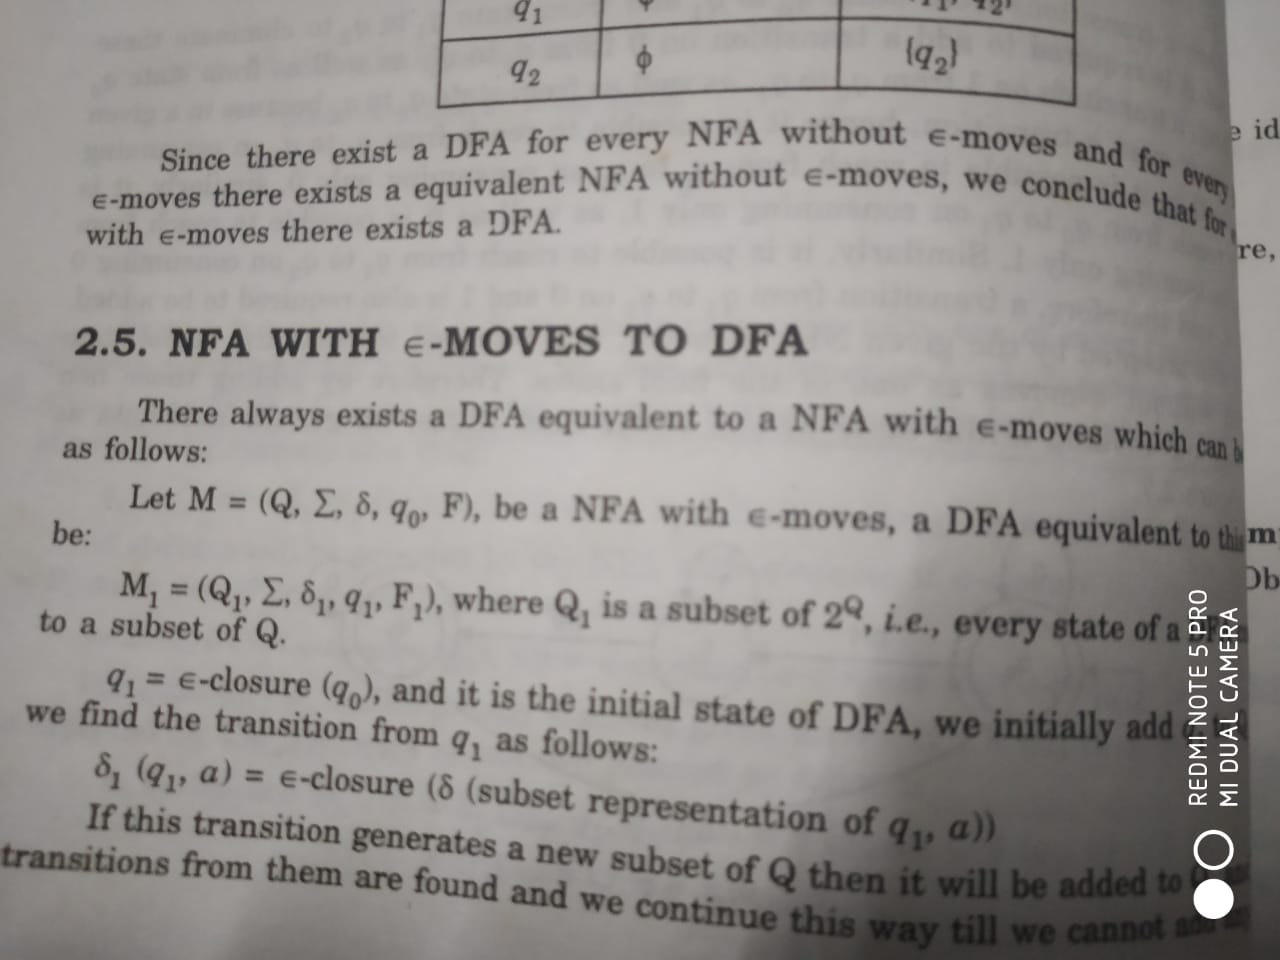 q₁ ϕ
q₂ ϕ {q₂}
Since there exist a DFA for every NFA without ∈-moves and for every
∈-moves there exists a equivalent NFA without ∈-moves, we conclude that for
with ∈-moves there exists a DFA.
2.5. NFA WITH ∈-MOVES TO DFA
There always exists a DFA equivalent to a NFA with ∈-moves which can
as follows:
Let M = (Q, Σ, δ, q₀, F), be a NFA with ∈-moves, a DFA equivalent to this
be:
M₁ = (Q₁, Σ, δ₁, q₁, F₁), where Q₁ is a subset of 2^Q, i.e., every state of a
to a subset of Q.
q₁ = ∈-closure (q₀), and it is the initial state of DFA, we initially add
we find the transition from q₁ as follows:
δ₁ (q₁, a) = ∈-closure (δ (subset representation of q₁, a))
If this transition generates a new subset of Q then it will be added to
transitions from them are found and we continue this way till we cannot
e id
re,
m
REDMI NOTE 5 PRO
MI DUAL CAMERA